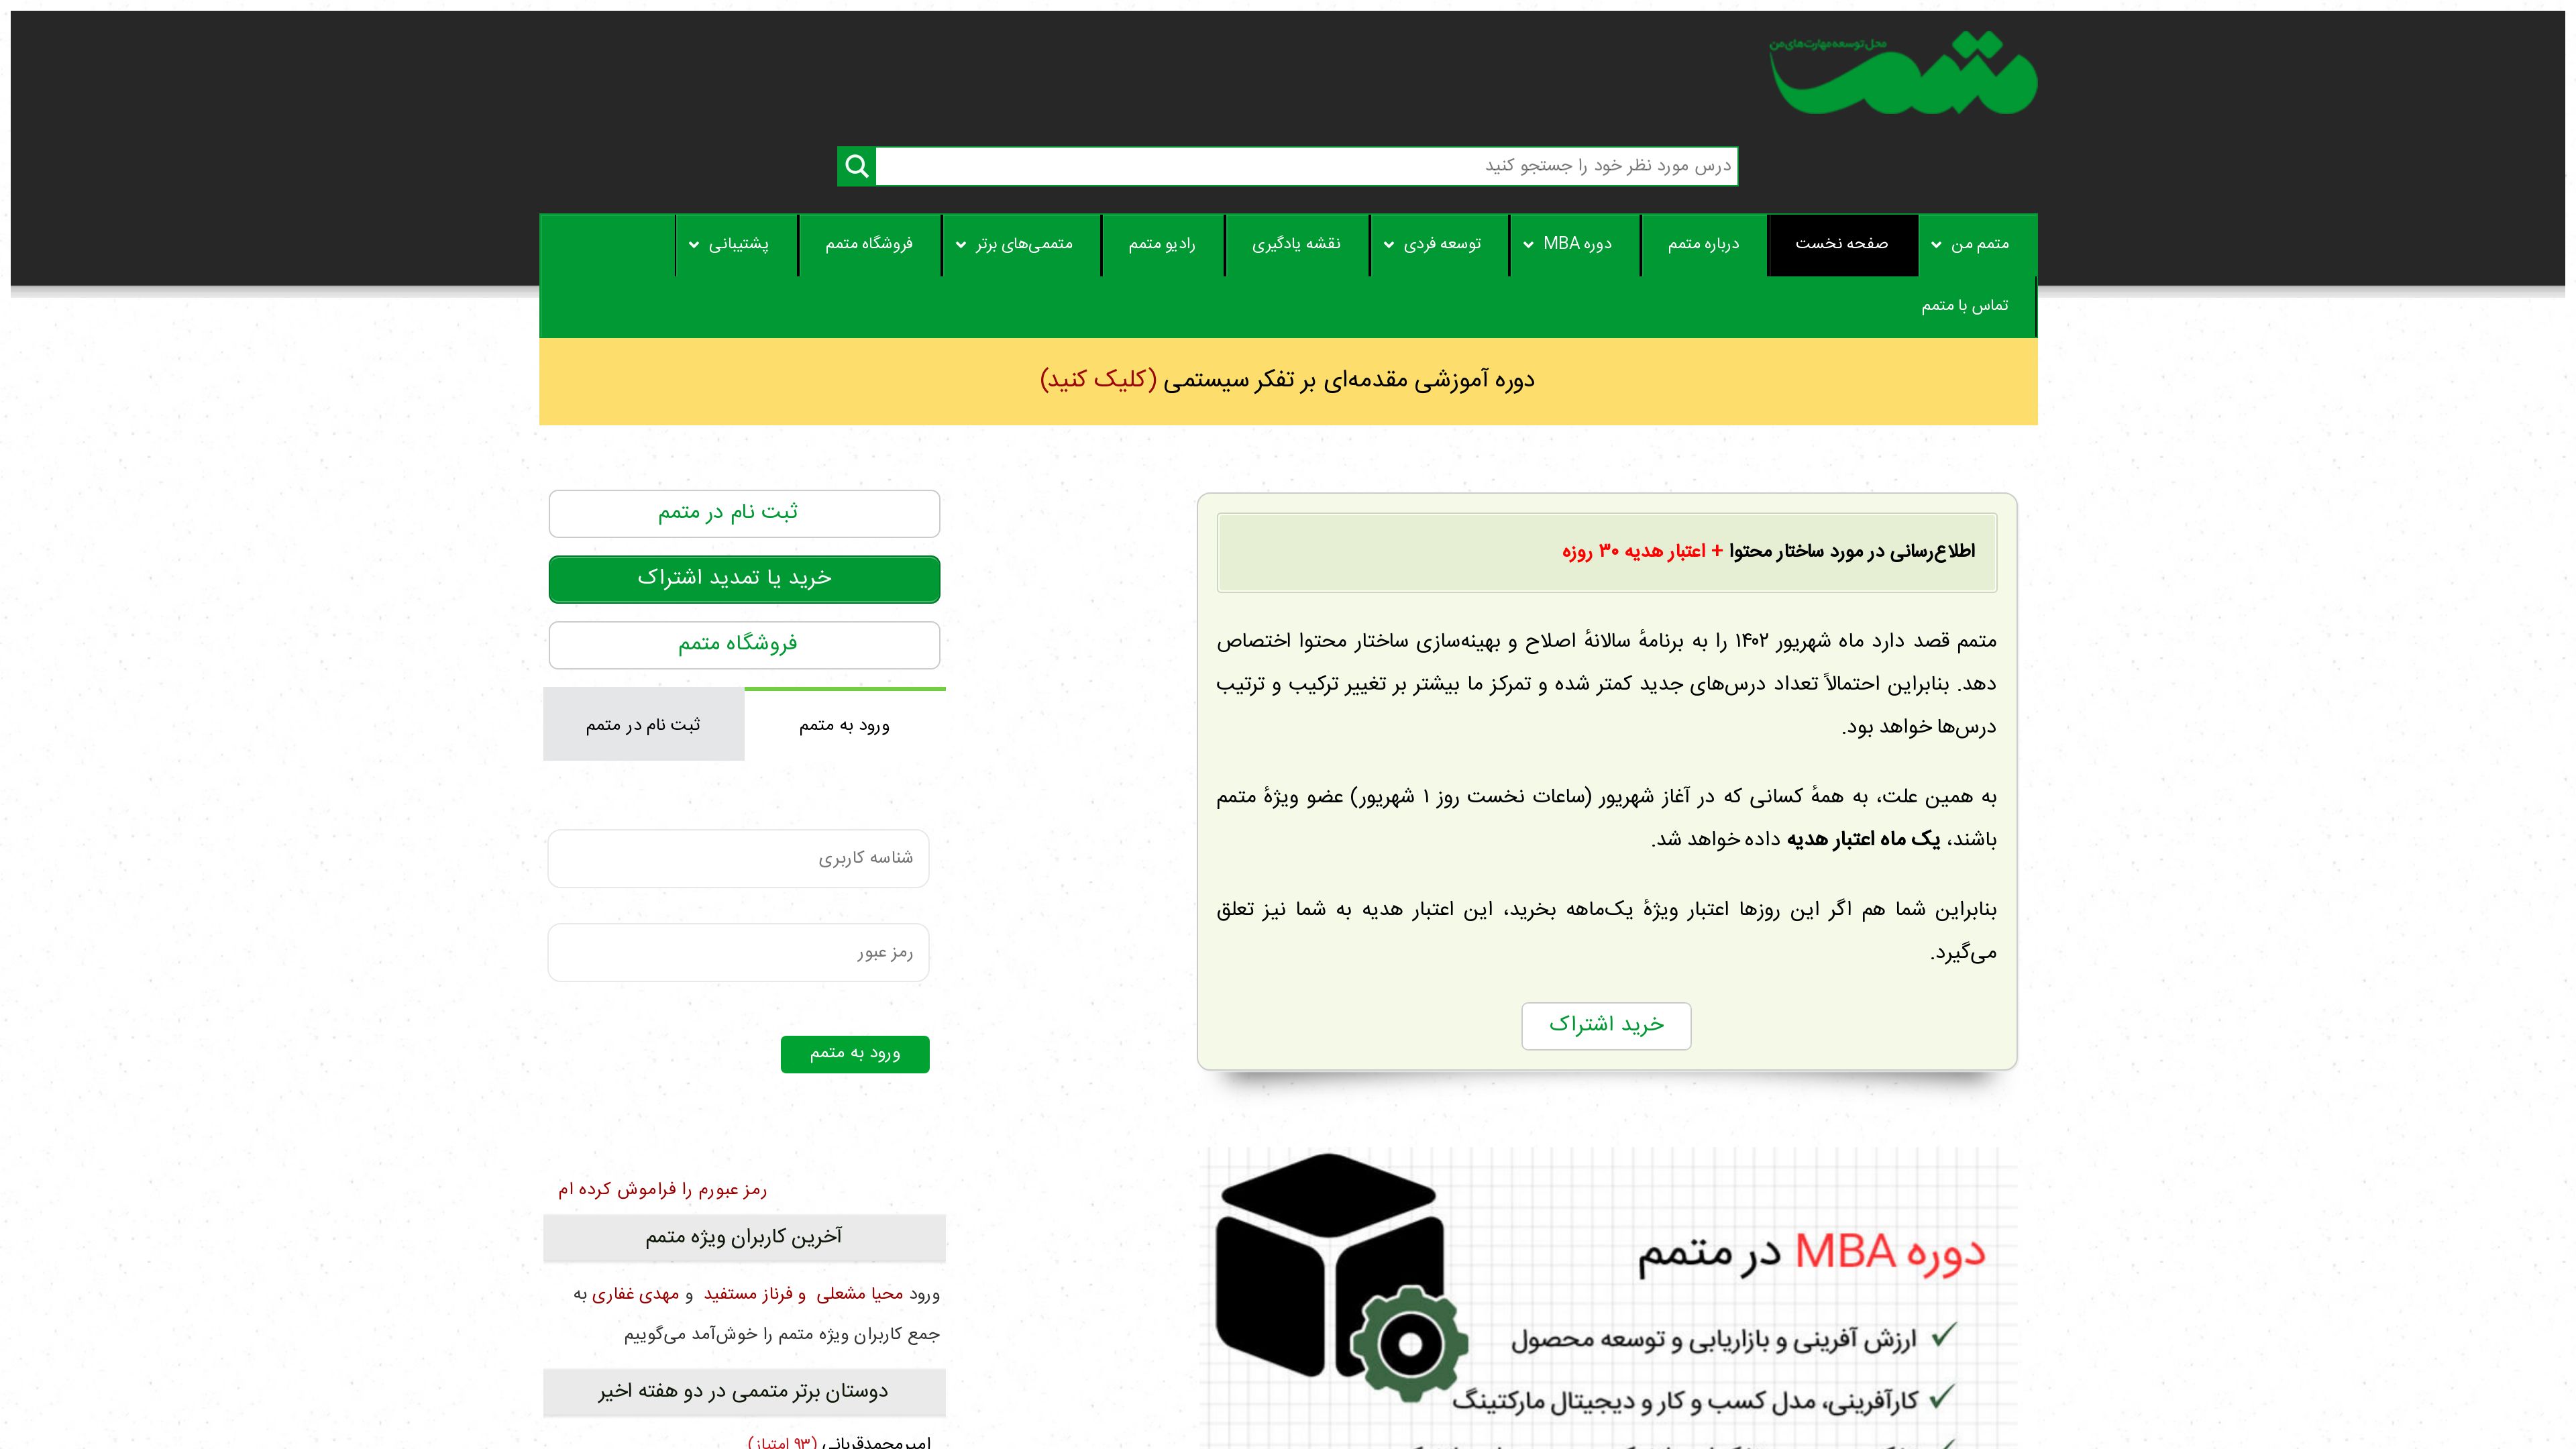 متمم
محل توسعه مهارت‌های من
درس مورد نظر خود را جستجو کنید
متمم من
صفحه نخست
درباره متمم
دوره MBA
توسعه فردی
نقشه یادگیری
رادیو متمم
متممی‌های برتر
فروشگاه متمم
پشتیبانی
تماس با متمم
دوره آموزشی مقدمه‌ای بر تفکر سیستمی (کلیک کنید)
اطلاع‌رسانی در مورد ساختار محتوا + اعتبار هدیه ۳۰ روزه
متمم قصد دارد ماه شهریور ۱۴۰۲ را به برنامهٔ سالانهٔ اصلاح و بهینه‌سازی ساختار محتوا اختصاص
دهد. بنابراین احتمالاً تعداد درس‌های جدید کمتر شده و تمرکز ما بیشتر بر تغییر ترکیب و ترتیب
درس‌ها خواهد بود.
به همین علت، به همهٔ کسانی که در آغاز شهریور (ساعات نخست روز ۱ شهریور) عضو ویژهٔ متمم
باشند، یک ماه اعتبار هدیه داده خواهد شد.
بنابراین شما هم اگر این روزها اعتبار ویژهٔ یک‌ماهه بخرید، این اعتبار هدیه به شما نیز تعلق
می‌گیرد.
خرید اشتراک
دوره MBA در متمم
ارزش آفرینی و بازاریابی و توسعه محصول
کارآفرینی، مدل کسب و کار و دیجیتال مارکتینگ
ثبت نام در متمم
خرید یا تمدید اشتراک
فروشگاه متمم
ورود به متمم
ثبت نام در متمم
شناسه کاربری
رمز عبور
ورود به متمم
رمز عبورم را فراموش کرده ام
آخرین کاربران ویژه متمم
ورود محیا مشعلی و فرناز مستفید و مهدی غفاری به
جمع کاربران ویژه متمم را خوش‌آمد می‌گوییم
دوستان برتر متممی در دو هفته اخیر
امیرمحمدقربانی (۹۳ امتیاز)